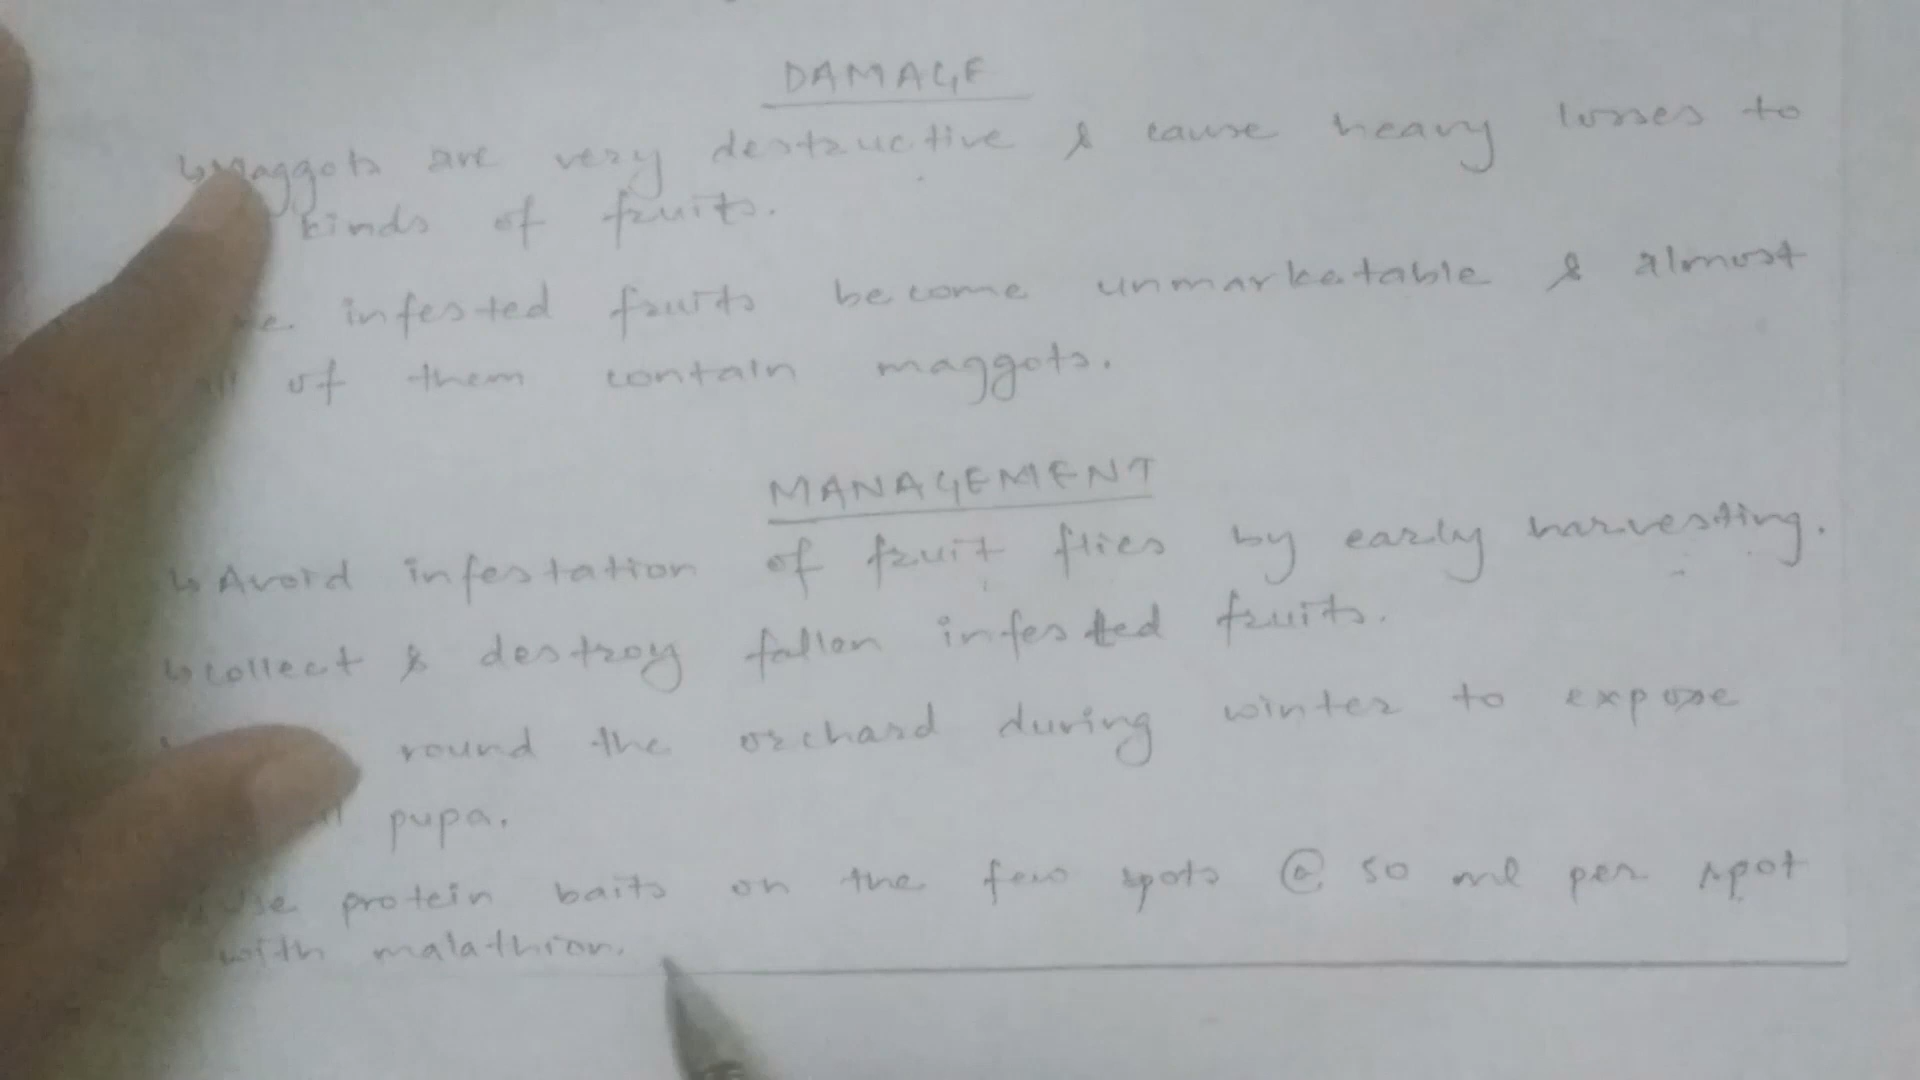 DAMAGE
↳ Maggots are very destructive & cause heavy losses to
kinds of fruits.
infested fruits become unmarketable & almost
all of them contain maggots.
MANAGEMENT
↳ Avoid infestation of fruit flies by early harvesting.
↳ collect & destroy fallen infested fruits.
round the orchard during winter to expose
pupa.
Use protein baits on the few spots @ 50 ml per spot
with malathion.